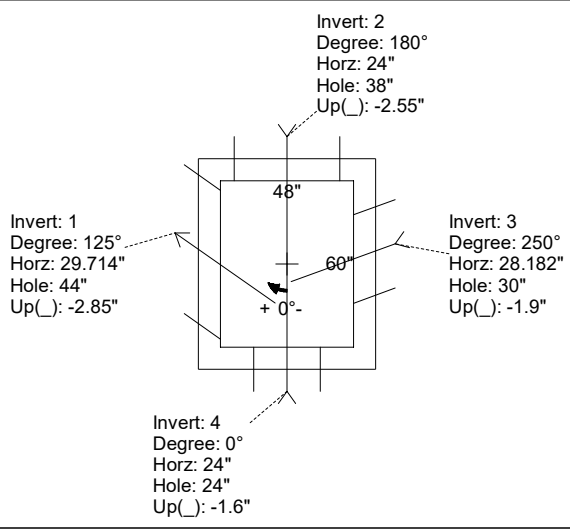 Invert: 2
Degree: 180°
Horz: 24"
Hole: 38"
Up(_): -2.55"
48"
Invert: 1
Degree: 125°
Horz: 29.714"
Hole: 44"
Up(_): -2.85"
60"
+ 0°-
Invert: 3
Degree: 250°
Horz: 28.182"
Hole: 30"
Up(_): -1.9"
Invert: 4
Degree: 0°
Horz: 24"
Hole: 24"
Up(_): -1.6"